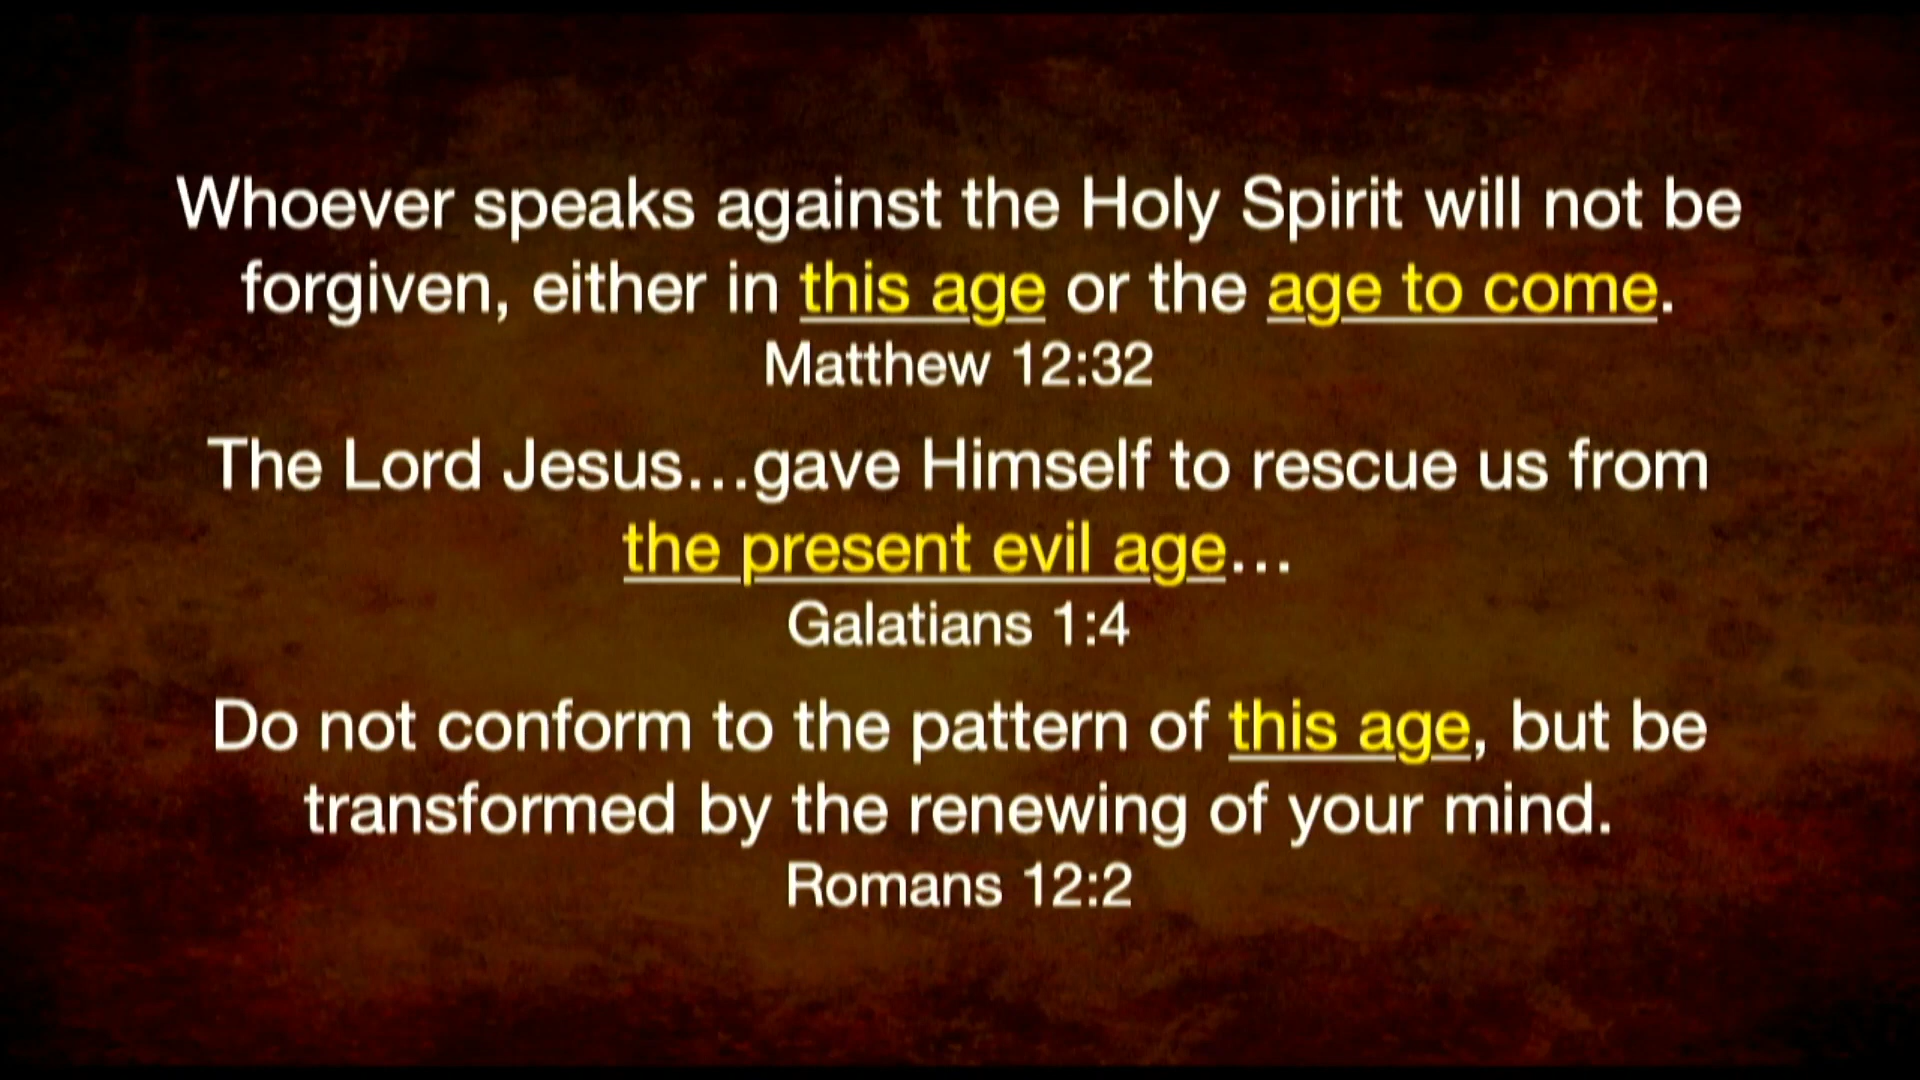 Whoever speaks against the Holy Spirit will not be
forgiven, either in this age or the age to come.
Matthew 12:32
The Lord Jesus…gave Himself to rescue us from
the present evil age…
Galatians 1:4
Do not conform to the pattern of this age, but be
transformed by the renewing of your mind.
Romans 12:2